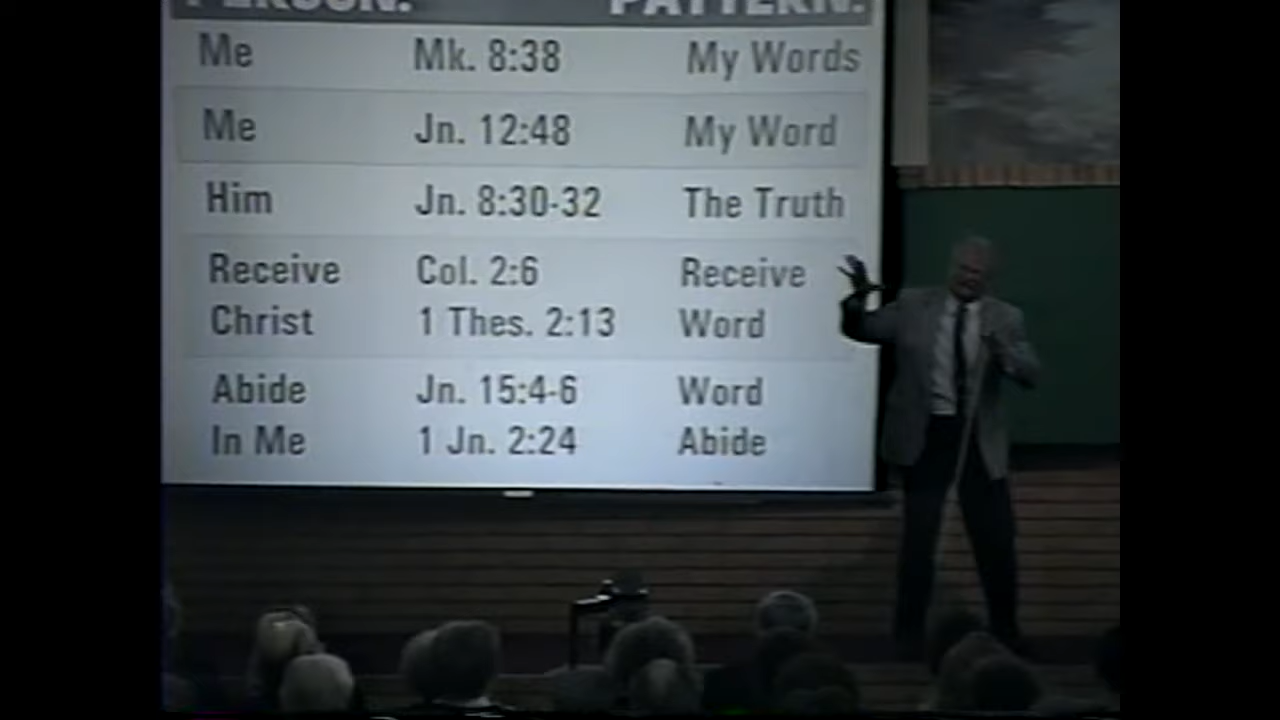 PERSON: PATTERN:
Me Mk. 8:38 My Words
Me Jn. 12:48 My Word
Him Jn. 8:30-32 The Truth
Receive Col. 2:6 Receive
Christ 1 Thes. 2:13 Word
Abide Jn. 15:4-6 Word
In Me 1 Jn. 2:24 Abide